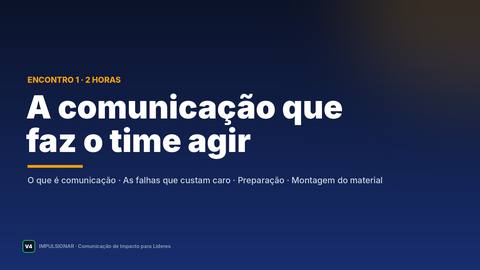 ENCONTRO 1 · 2 HORAS
A comunicação que
faz o time agir
O que é comunicação · As falhas que custam caro · Preparação · Montagem do material
V4 IMPULSIONAR · Comunicação de Impacto para Líderes